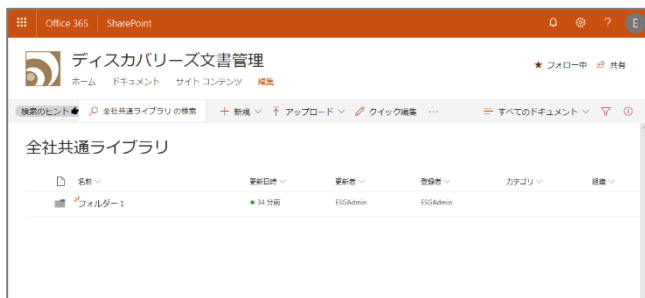 Office 365 SharePoint ? E
ディスカバリーズ文書管理
★ フォロー中 共有
ホーム ドキュメント サイト コンテンツ 編集
検索のヒント 全社共通ライブラリ の検索 + 新規 アップロード クイック編集 … すべてのドキュメント
全社共通ライブラリ
名前 更新日時 更新者 登録者 カテゴリ 組織
フォルダー 1 34 分前 ESGAdmin ESGAdmin